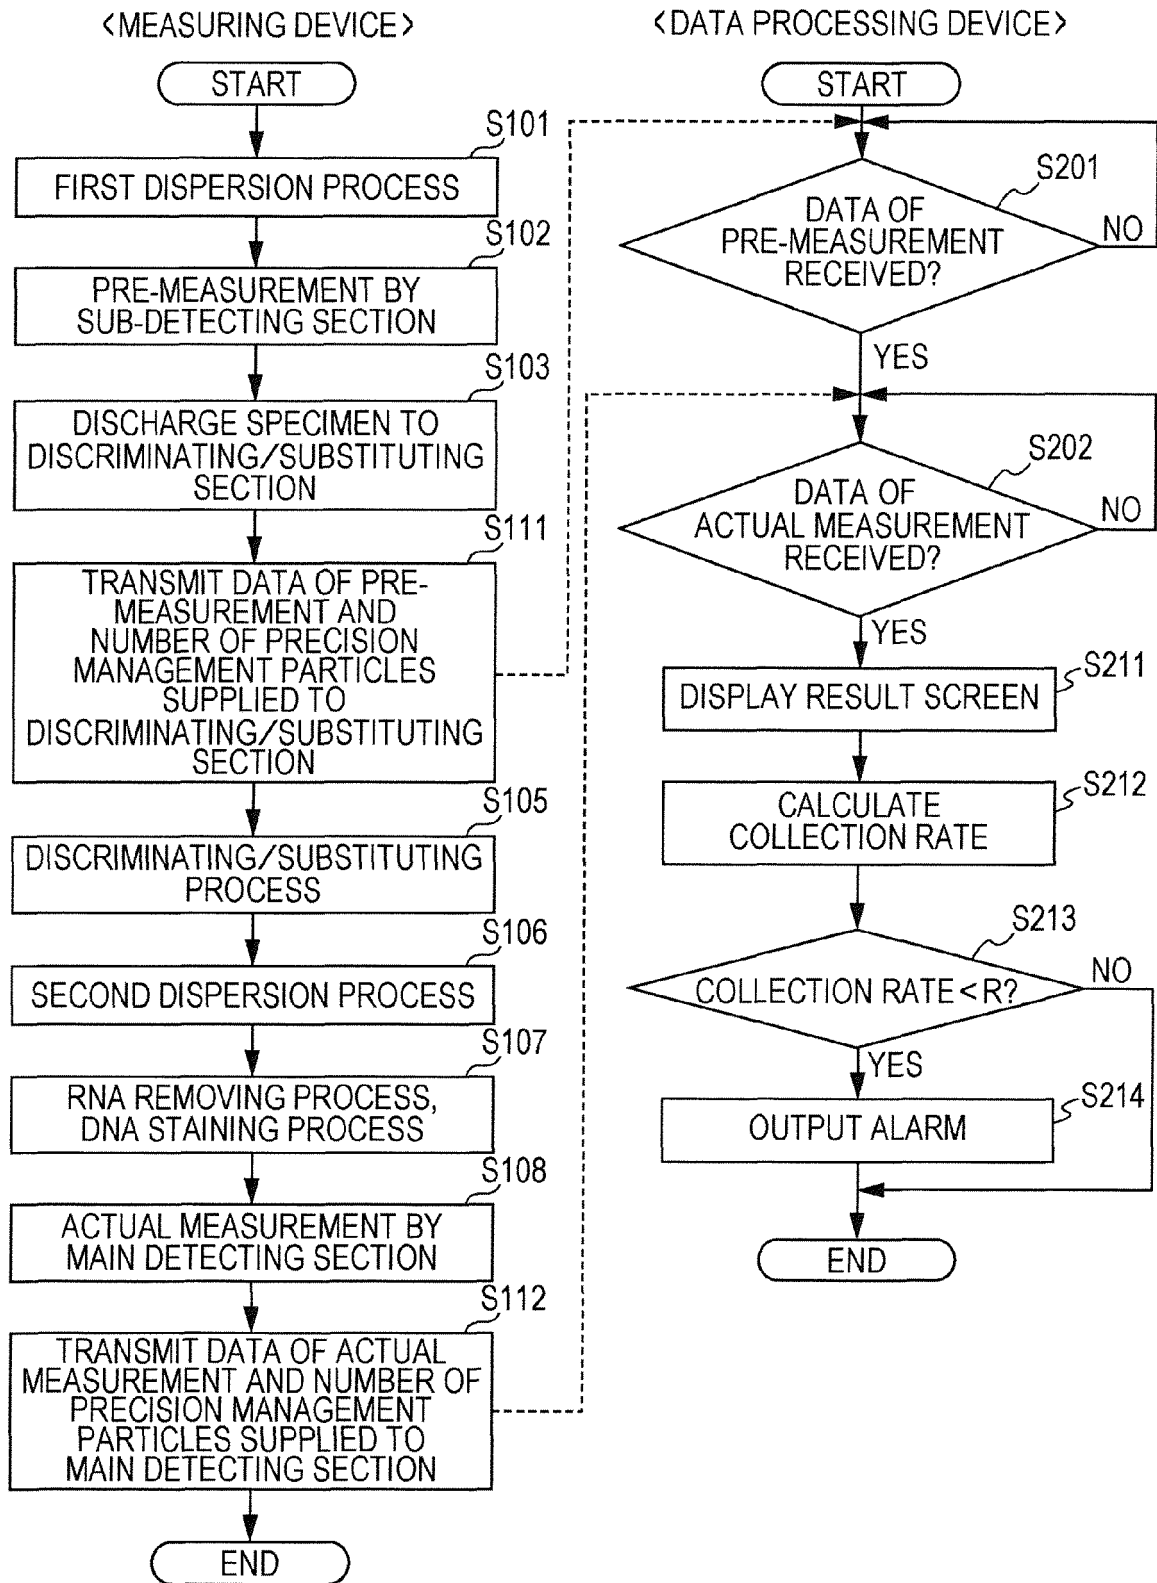 <MEASURING DEVICE>
START
S101
FIRST DISPERSION PROCESS
S102
PRE-MEASUREMENT BY
SUB-DETECTING SECTION
S103
DISCHARGE SPECIMEN TO
DISCRIMINATING/SUBSTITUTING
SECTION
S111
TRANSMIT DATA OF PRE-
MEASUREMENT AND
NUMBER OF PRECISION
MANAGEMENT PARTICLES
SUPPLIED TO
DISCRIMINATING/SUBSTITUTING
SECTION
S105
DISCRIMINATING/SUBSTITUTING
PROCESS
S106
SECOND DISPERSION PROCESS
S107
RNA REMOVING PROCESS,
DNA STAINING PROCESS
S108
ACTUAL MEASUREMENT BY
MAIN DETECTING SECTION
S112
TRANSMIT DATA OF ACTUAL
MEASUREMENT AND NUMBER OF
PRECISION MANAGEMENT
PARTICLES SUPPLIED TO
MAIN DETECTING SECTION
END
<DATA PROCESSING DEVICE>
START
S201
DATA OF
PRE-MEASUREMENT
RECEIVED?
NO
YES
S202
DATA OF
ACTUAL MEASUREMENT
RECEIVED?
NO
YES
S211
DISPLAY RESULT SCREEN
S212
CALCULATE
COLLECTION RATE
S213
COLLECTION RATE<R?
NO
YES
S214
OUTPUT ALARM
END